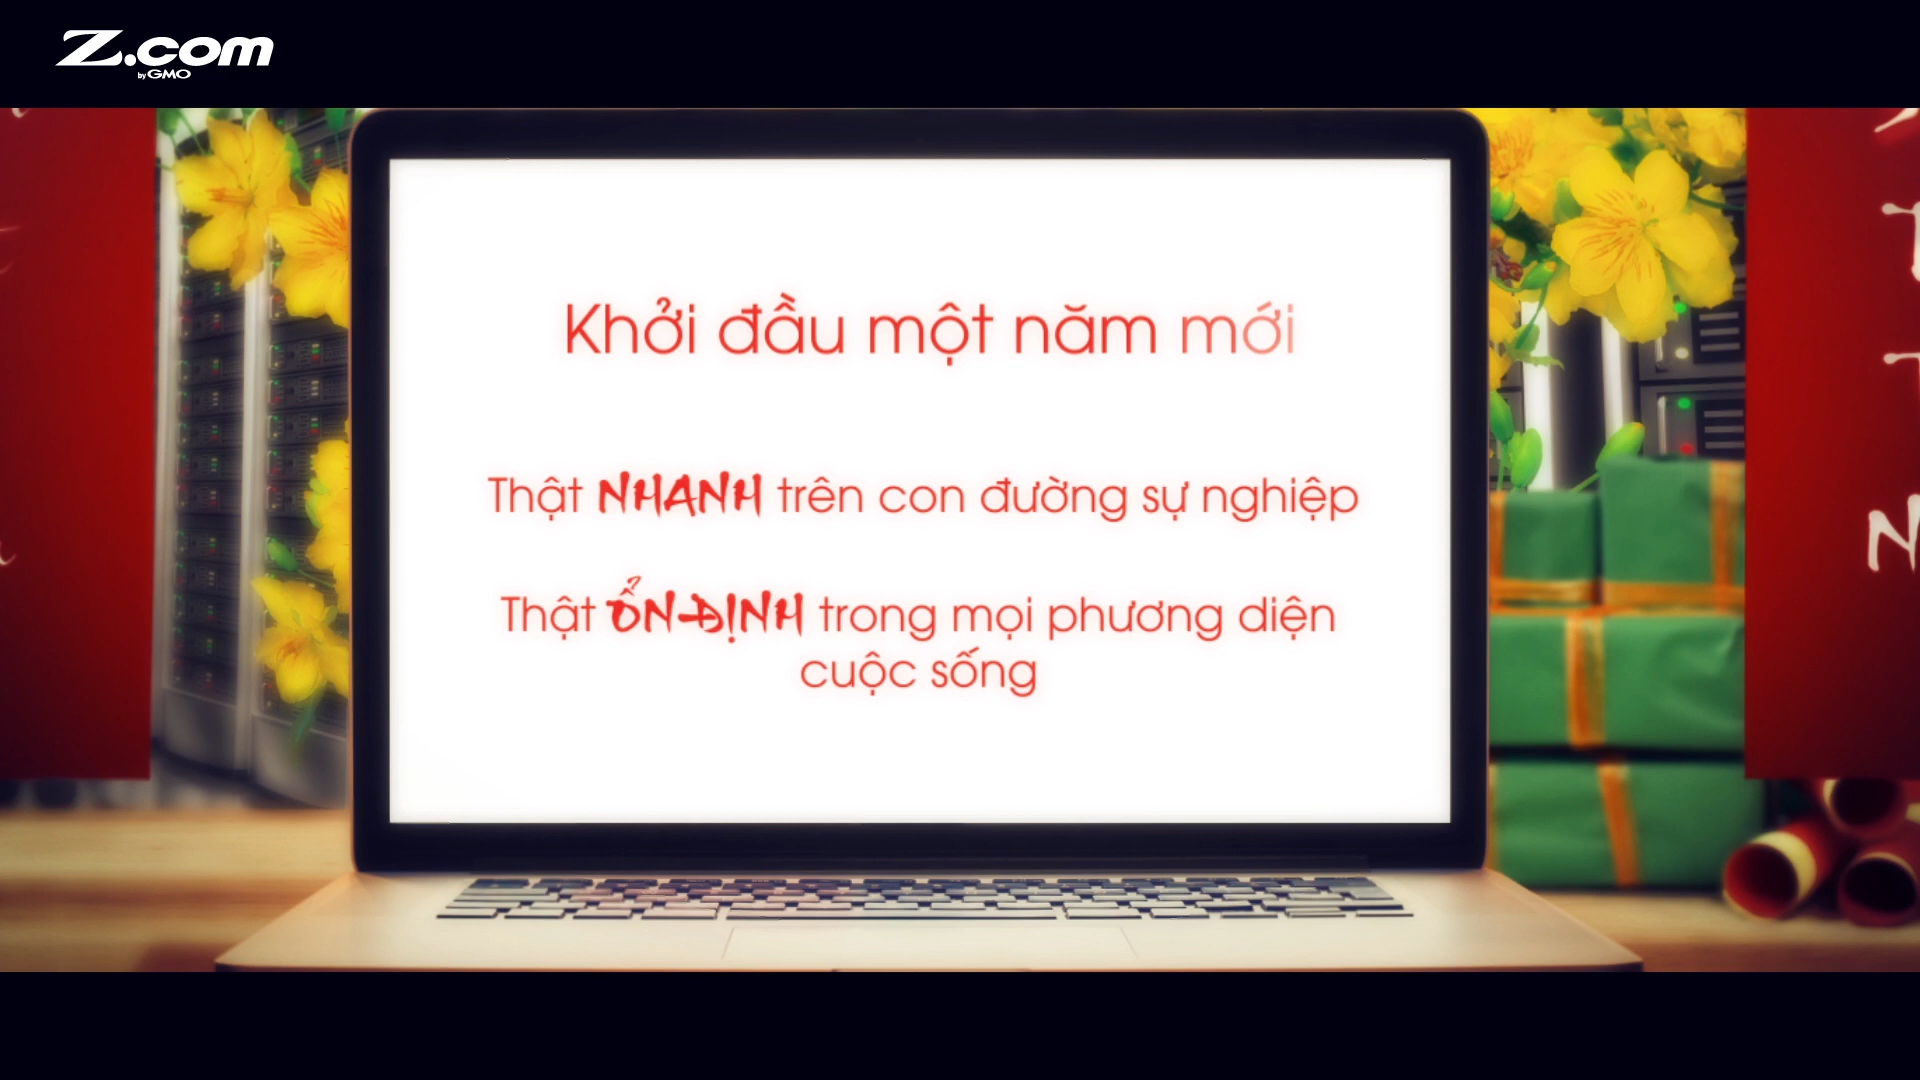 Z.com
by GMO
Khởi đầu một năm mới
Thật NHANH trên con đường sự nghiệp
Thật ỔN ĐỊNH trong mọi phương diện
cuộc sống